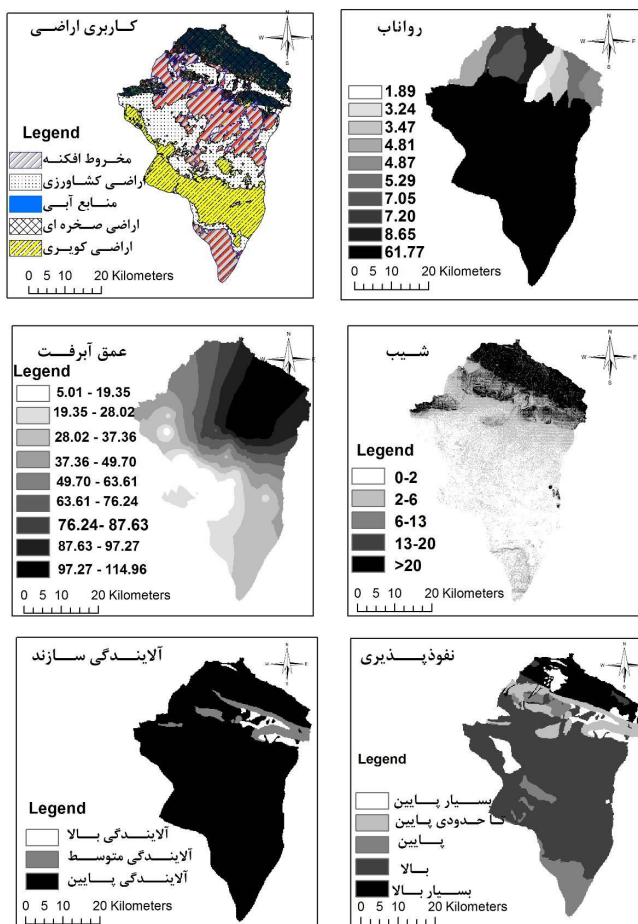 کاربری اراضی
N
W E
S
Legend
مخروط افکنه
اراضی کشاورزی
منابع آبی
اراضی صخره ای
اراضی کویری
0 5 10 20 Kilometers
رواناب
N
W E
S
1.89
3.24
3.47
4.81
4.87
5.29
7.05
7.20
8.65
61.77
0 5 10 20 Kilometers
عمق آبرفت
Legend
5.01 - 19.35
19.35 - 28.02
28.02 - 37.36
37.36 - 49.70
49.70 - 63.61
63.61 - 76.24
76.24- 87.63
87.63 - 97.27
97.27 - 114.96
0 5 10 20 Kilometers
شیب
Legend
0-2
2-6
6-13
13-20
>20
0 5 10 20 Kilometers
آلایندگی سازند
Legend
آلایندگی بالا
آلایندگی متوسط
آلایندگی پایین
0 5 10 20 Kilometers
نفوذپذیری
Legend
بسیار پایین
تا حدودی پایین
پایین
بالا
بسیار بالا
0 5 10 20 Kilometers